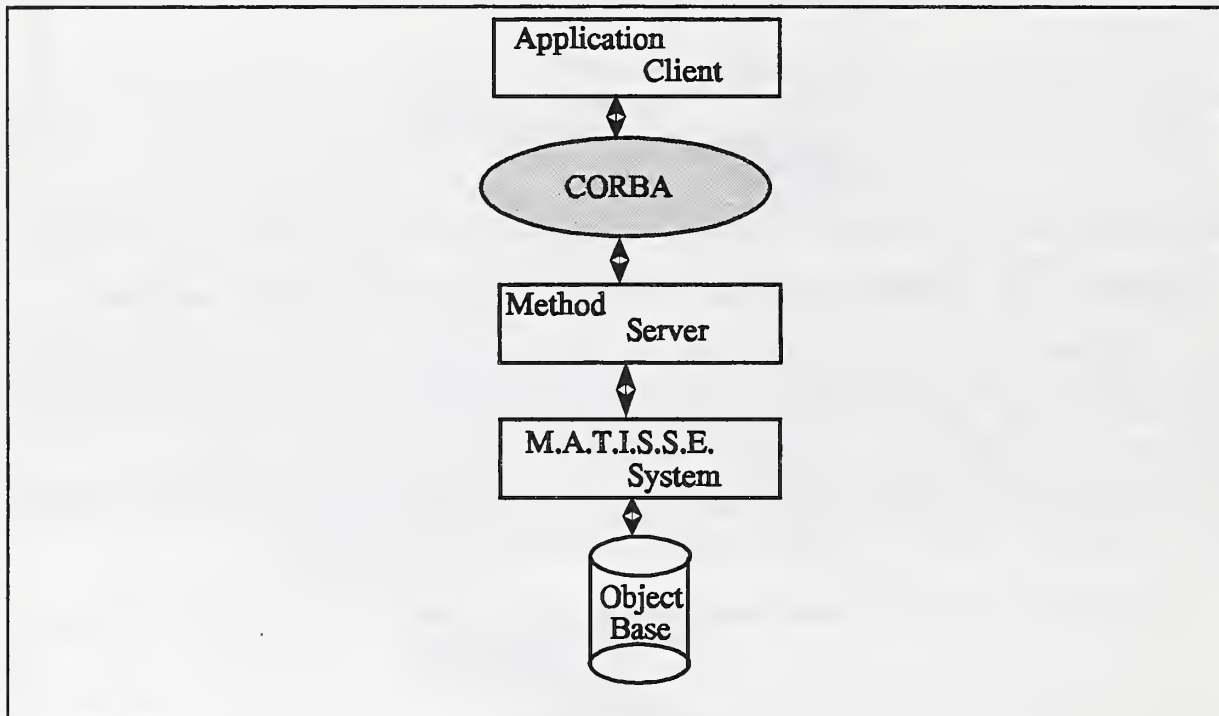 Application
Client
CORBA
Method
Server
M.A.T.I.S.S.E.
System
Object
Base